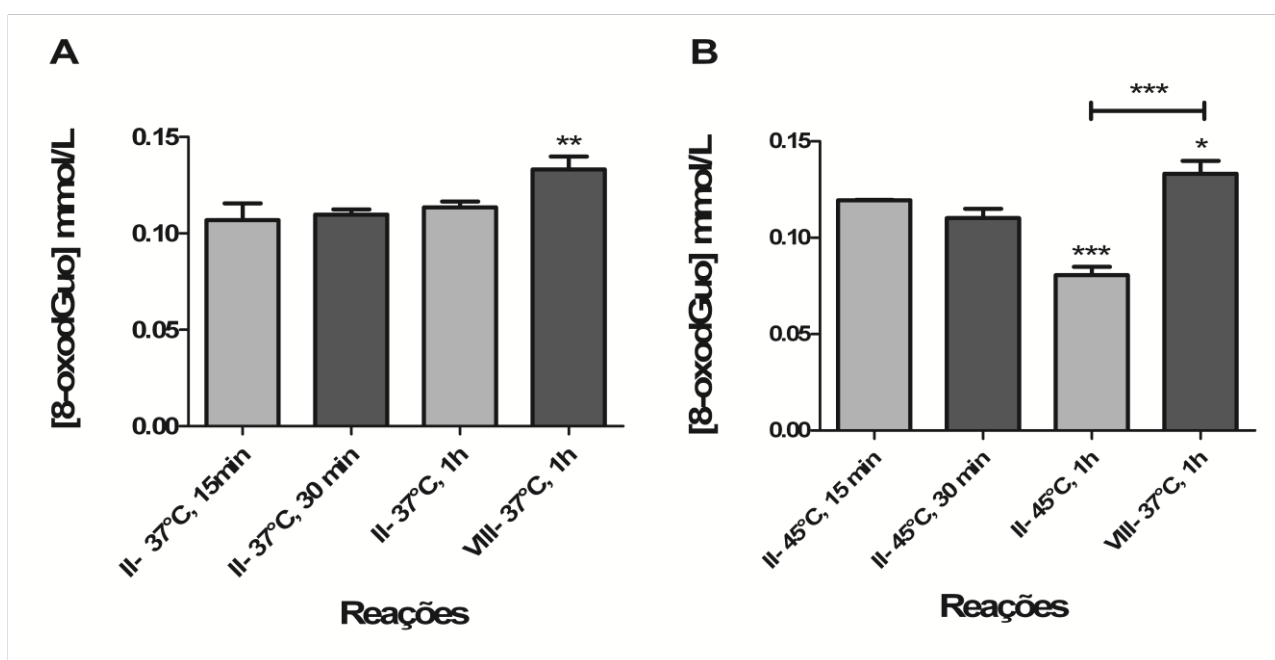 A
[8-oxodGuo] mmol/L
0.15
0.10
0.05
0.00
**
II- 37°C, 15min
II- 37°C, 30 min
II- 37°C, 1h
VIII- 37°C, 1h
Reações
B
[8-oxodGuo] mmol/L
0.15
0.10
0.05
0.00
***
*
***
II- 45°C, 15 min
II- 45°C, 30 min
II- 45°C, 1h
VIII- 37°C, 1h
Reações